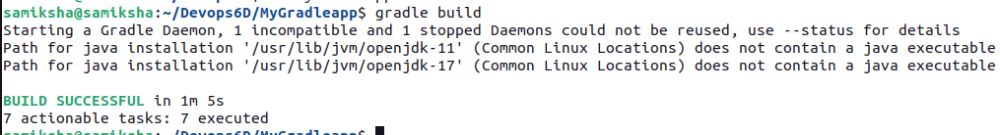 samiksha@samiksha:~/Devops6D/MyGradleapp$ gradle build
Starting a Gradle Daemon, 1 incompatible and 1 stopped Daemons could not be reused, use --status for details
Path for java installation '/usr/lib/jvm/openjdk-11' (Common Linux Locations) does not contain a java executable
Path for java installation '/usr/lib/jvm/openjdk-17' (Common Linux Locations) does not contain a java executable
BUILD SUCCESSFUL in 1m 5s
7 actionable tasks: 7 executed
samiksha@samiksha:~/Devops6D/MyGradleapp$